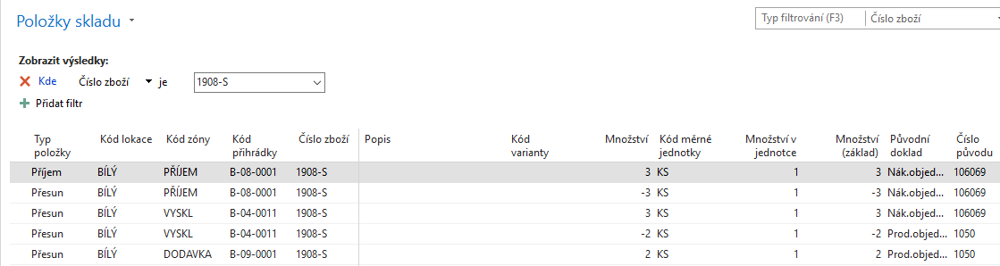 Položky skladu
Typ filtrování (F3) Číslo zboží
Zobrazit výsledky:
Kde Číslo zboží je 1908-S
Přidat filtr
Typ položky Kód lokace Kód zóny Kód přihrádky Číslo zboží Popis Kód varianty Množství Kód měrné jednotky Množství v jednotce Množství (základ) Původní doklad Číslo původu
Příjem BÍLÝ PŘÍJEM B-08-0001 1908-S 3 KS 1 3 Nák.objed... 106069
Přesun BÍLÝ PŘÍJEM B-08-0001 1908-S -3 KS 1 -3 Nák.objed... 106069
Přesun BÍLÝ VYSKL B-04-0011 1908-S 3 KS 1 3 Nák.objed... 106069
Přesun BÍLÝ VYSKL B-04-0011 1908-S -2 KS 1 -2 Prod.objed... 1050
Přesun BÍLÝ DODAVKA B-09-0001 1908-S 2 KS 1 2 Prod.objed... 1050